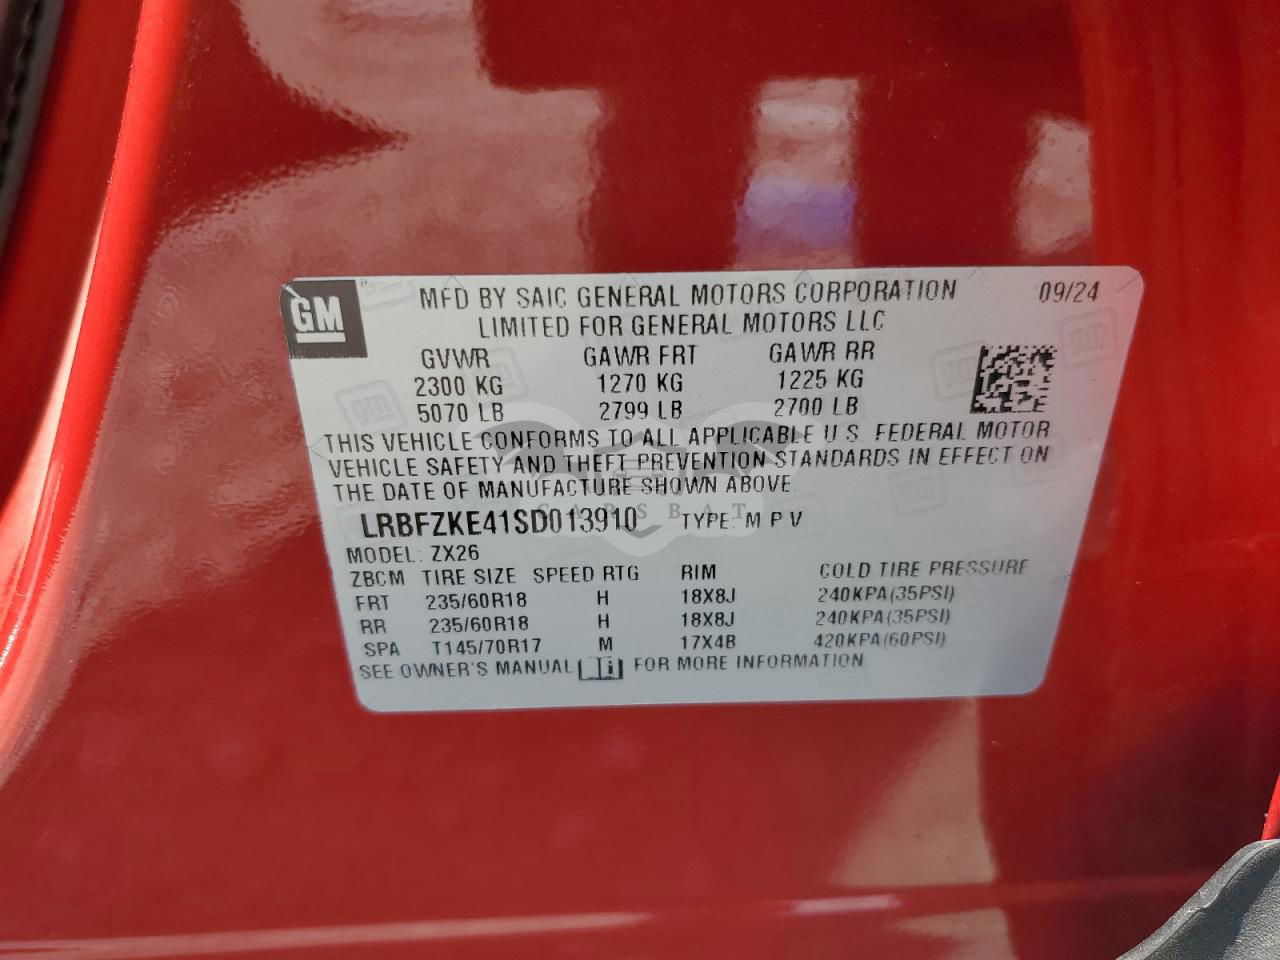 GM
MFD BY SAIC GENERAL MOTORS CORPORATION 09/24
LIMITED FOR GENERAL MOTORS LLC
GVWR GAWR FRT GAWR RR
2300 KG 1270 KG 1225 KG
5070 LB 2799 LB 2700 LB
THIS VEHICLE CONFORMS TO ALL APPLICABLE U.S. FEDERAL MOTOR
VEHICLE SAFETY AND THEFT PREVENTION STANDARDS IN EFFECT ON
THE DATE OF MANUFACTURE SHOWN ABOVE.
CARSBAT
LRBFZKE41SD013910 TYPE: M P V
MODEL: ZX26
ZBCM TIRE SIZE SPEED RTG RIM COLD TIRE PRESSURE
FRT 235/60R18 H 18X8J 240KPA(35PSI)
RR 235/60R18 H 18X8J 240KPA(35PSI)
SPA T145/70R17 M 17X4B 420KPA(60PSI)
SEE OWNER'S MANUAL i FOR MORE INFORMATION